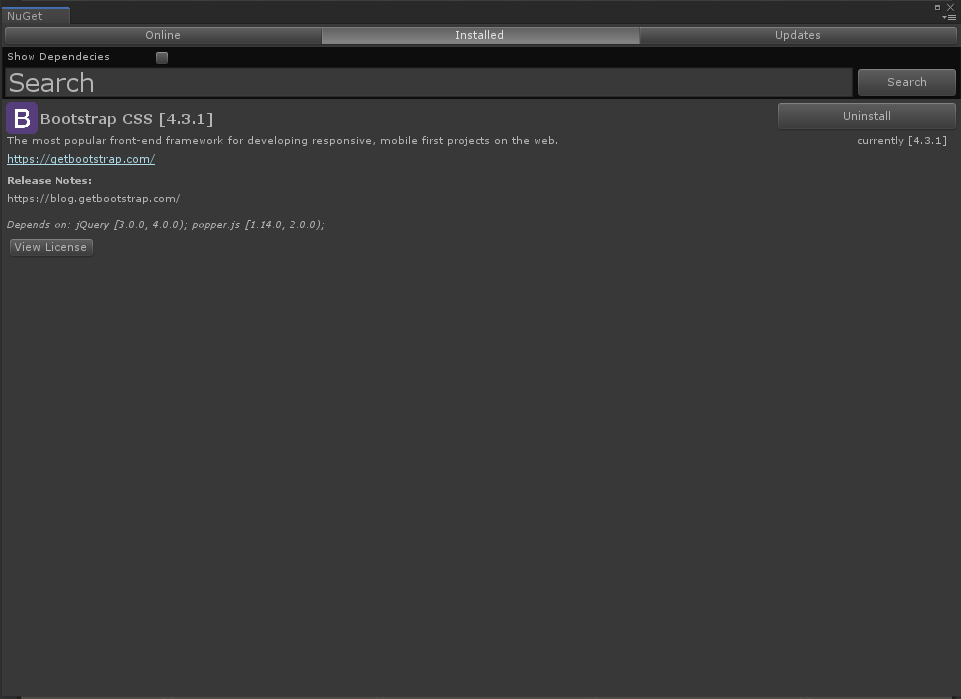 NuGet
Online Installed Updates
Show Dependecies
Search Search
B Bootstrap CSS [4.3.1] Uninstall
The most popular front-end framework for developing responsive, mobile first projects on the web. currently [4.3.1]
https://getbootstrap.com/
Release Notes:
https://blog.getbootstrap.com/
Depends on: jQuery [3.0.0, 4.0.0); popper.js [1.14.0, 2.0.0);
View License